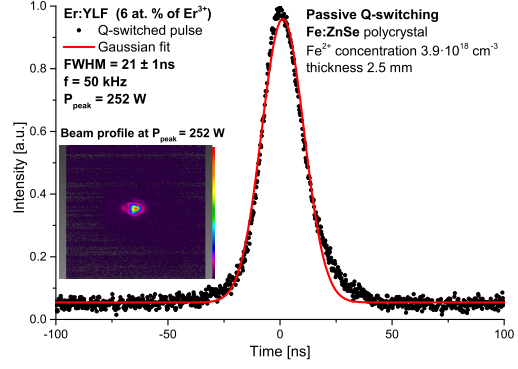 Er:YLF (6 at. % of Er³⁺)
Q-switched pulse
Gaussian fit
FWHM = 21 ± 1ns
f = 50 kHz
Ppeak = 252 W
Passive Q-switching
Fe:ZnSe polycrystal
Fe²⁺ concentration 3.9·10¹⁸ cm⁻³
thickness 2.5 mm
Beam profile at Ppeak = 252 W
Intensity [a.u.]
1.0
0.8
0.6
0.4
0.2
0.0
-100 -50 0 50 100
Time [ns]